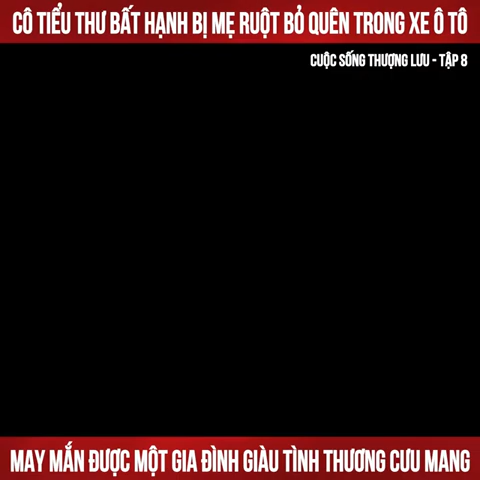 CÔ TIỂU THƯ BẤT HẠNH BỊ MẸ RUỘT BỎ QUÊN TRONG XE Ô TÔ
CUỘC SỐNG THƯỢNG LƯU - TẬP 8
MAY MẮN ĐƯỢC MỘT GIA ĐÌNH GIÀU TÌNH THƯƠNG CƯU MANG